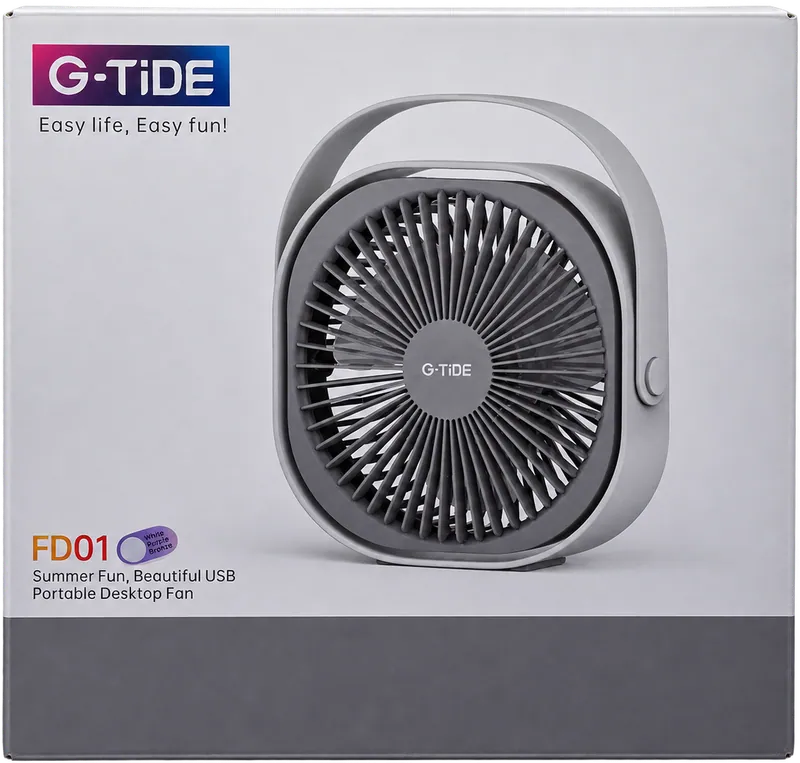 G-TiDE
Easy life, Easy fun!
G-TiDE
FD01
White
Purple
Bronze
Summer Fun, Beautiful USB
Portable Desktop Fan